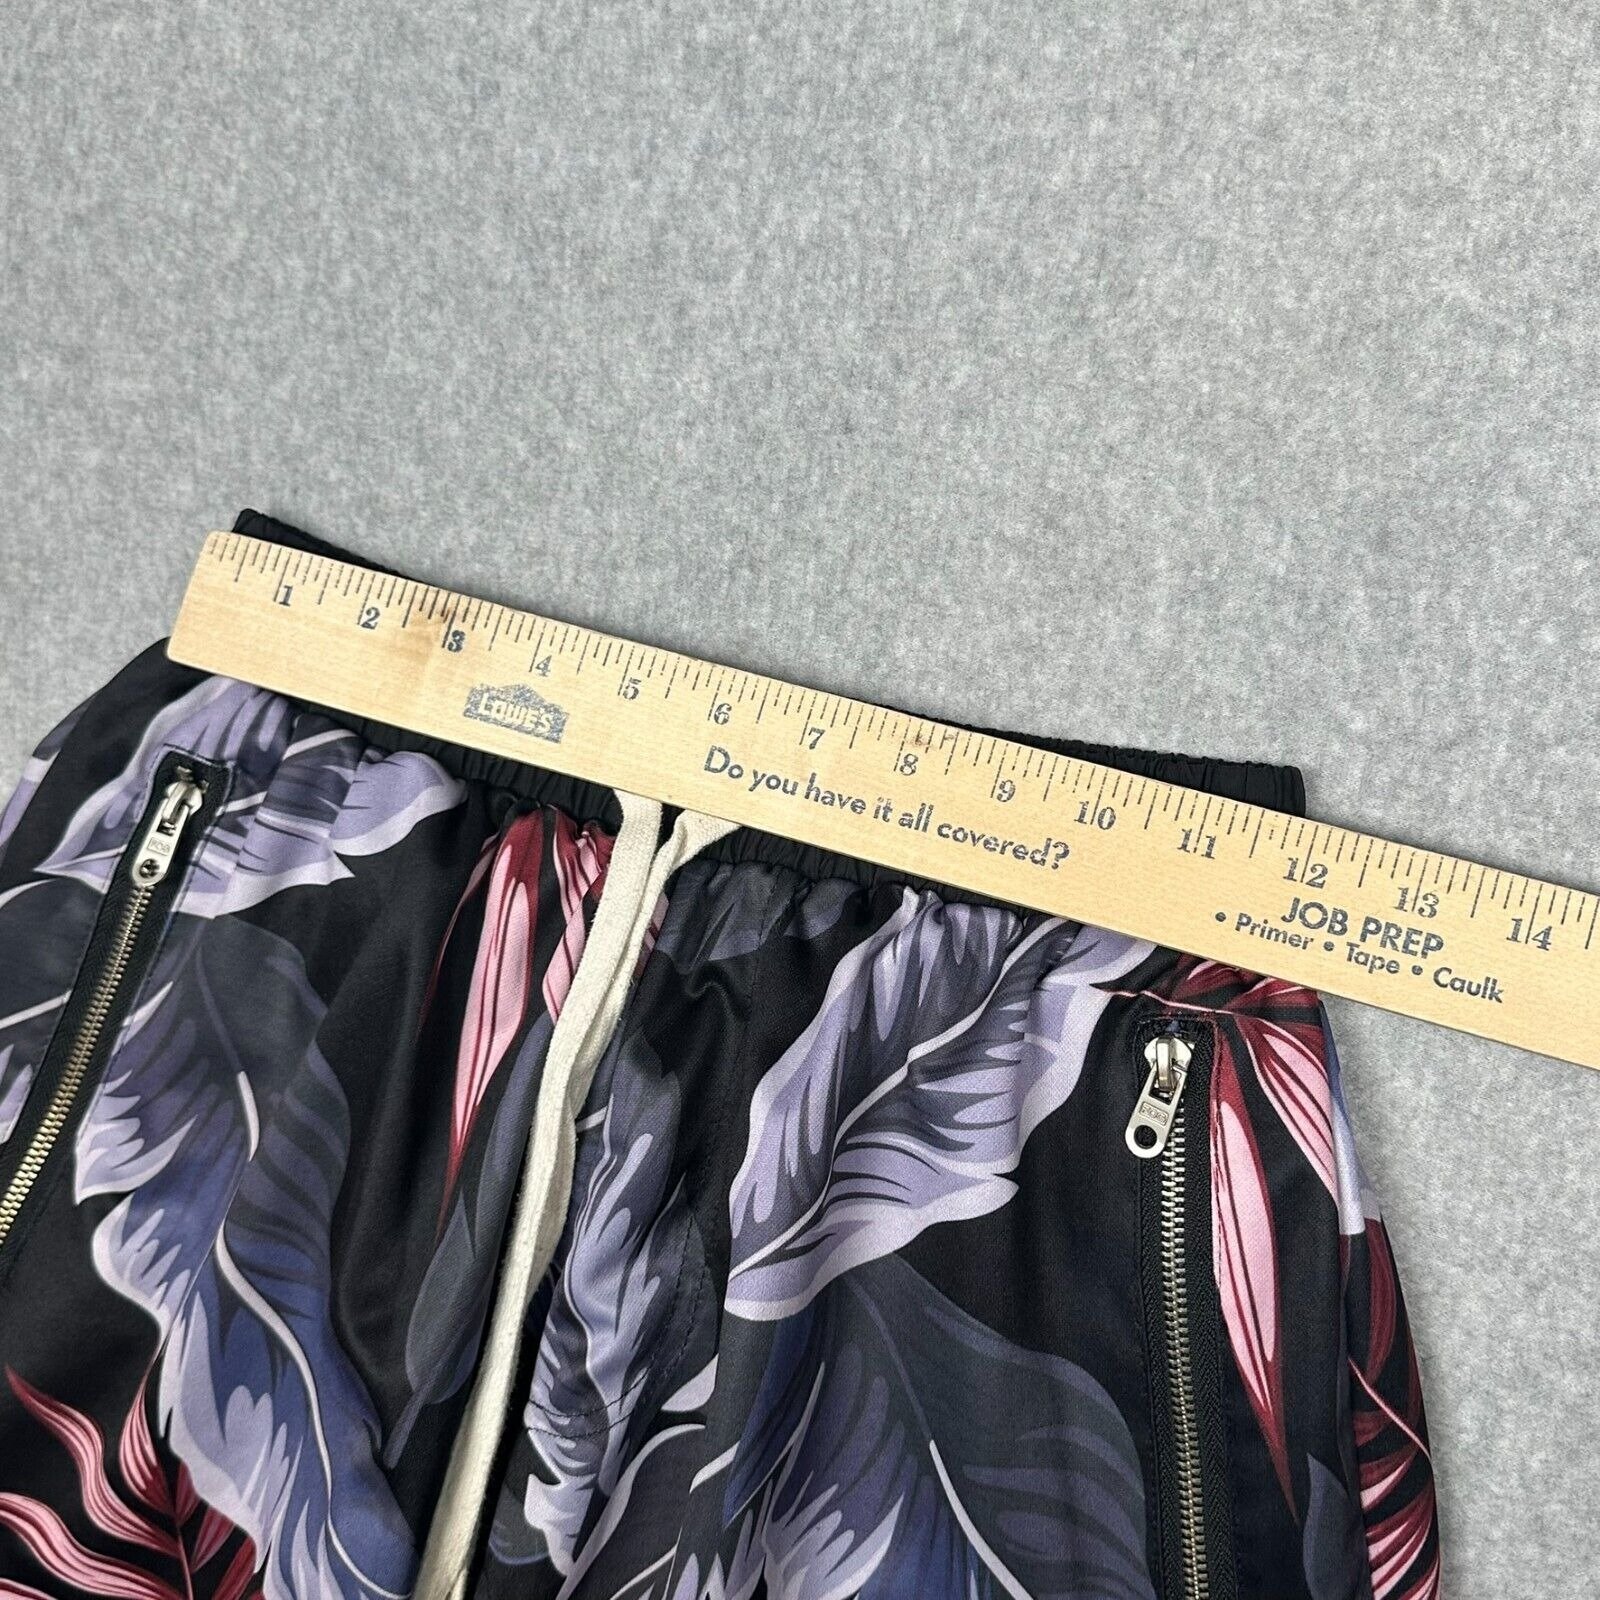 1 2 3 4 5 6 7 8 9 10 11 12 13 14
LOWE'S
Do you have it all covered?
JOB PREP
• Primer • Tape • Caulk